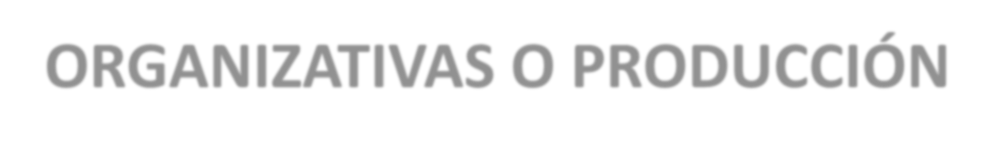 ORGANIZATIVAS O PRODUCCIÓN